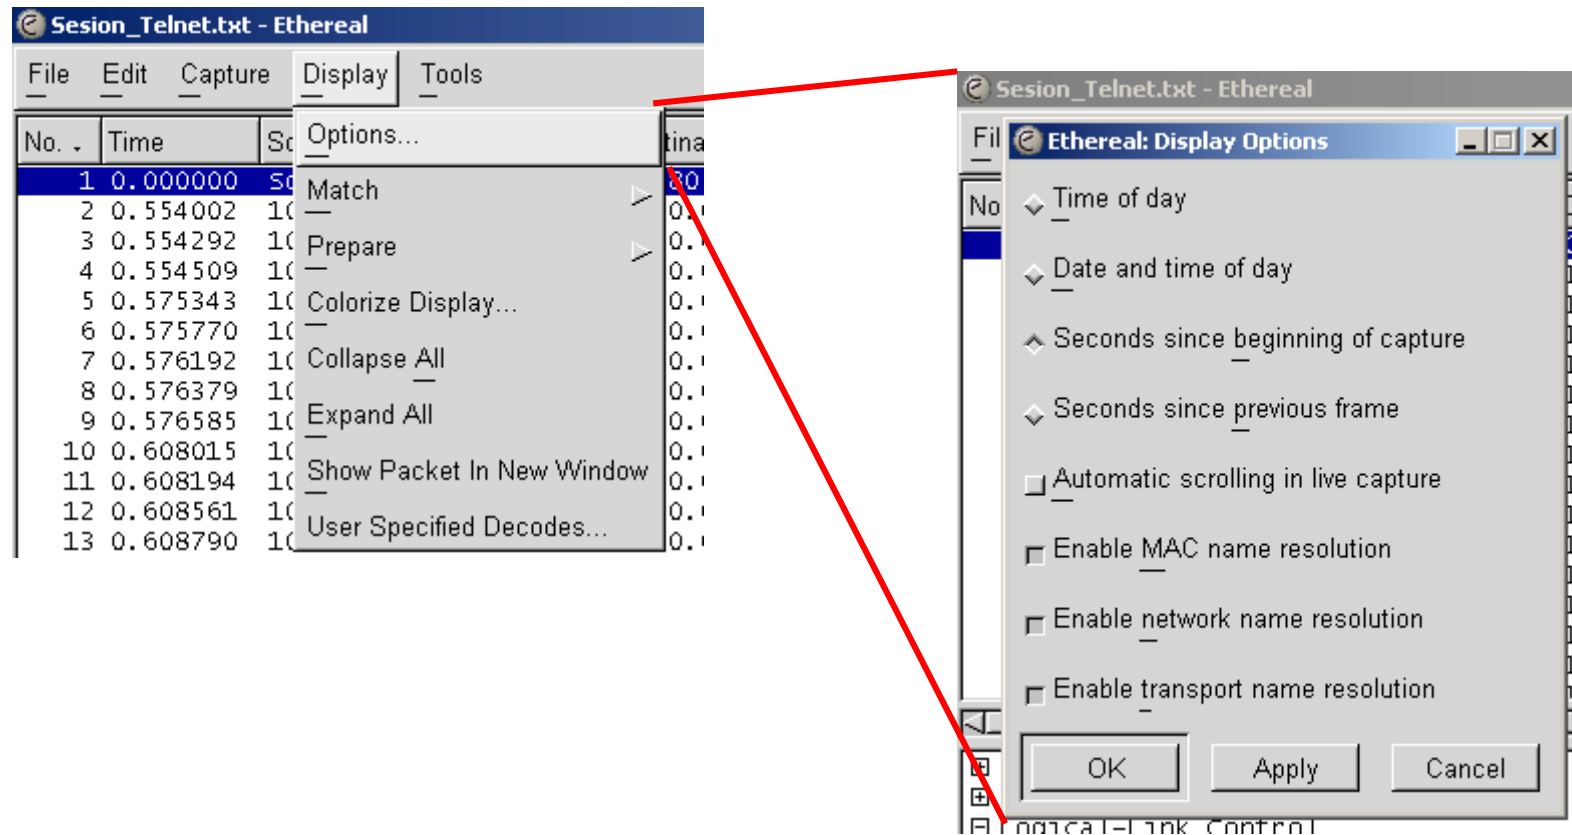 Sesion_Telnet.txt - Ethereal
File Edit Capture Display Tools
No. Time
Options...
1 0.000000
Match
2 0.554002
3 0.554292
Prepare
4 0.554509
5 0.575343
Colorize Display...
6 0.575770
7 0.576192
Collapse All
8 0.576379
9 0.576585
Expand All
10 0.608015
11 0.608194
Show Packet In New Window
12 0.608561
User Specified Decodes...
13 0.608790
Sesion_Telnet.txt - Ethereal
Ethereal: Display Options
No
Time of day
Date and time of day
Seconds since beginning of capture
Seconds since previous frame
Automatic scrolling in live capture
Enable MAC name resolution
Enable network name resolution
Enable transport name resolution
OK Apply Cancel
Logical-Link Control